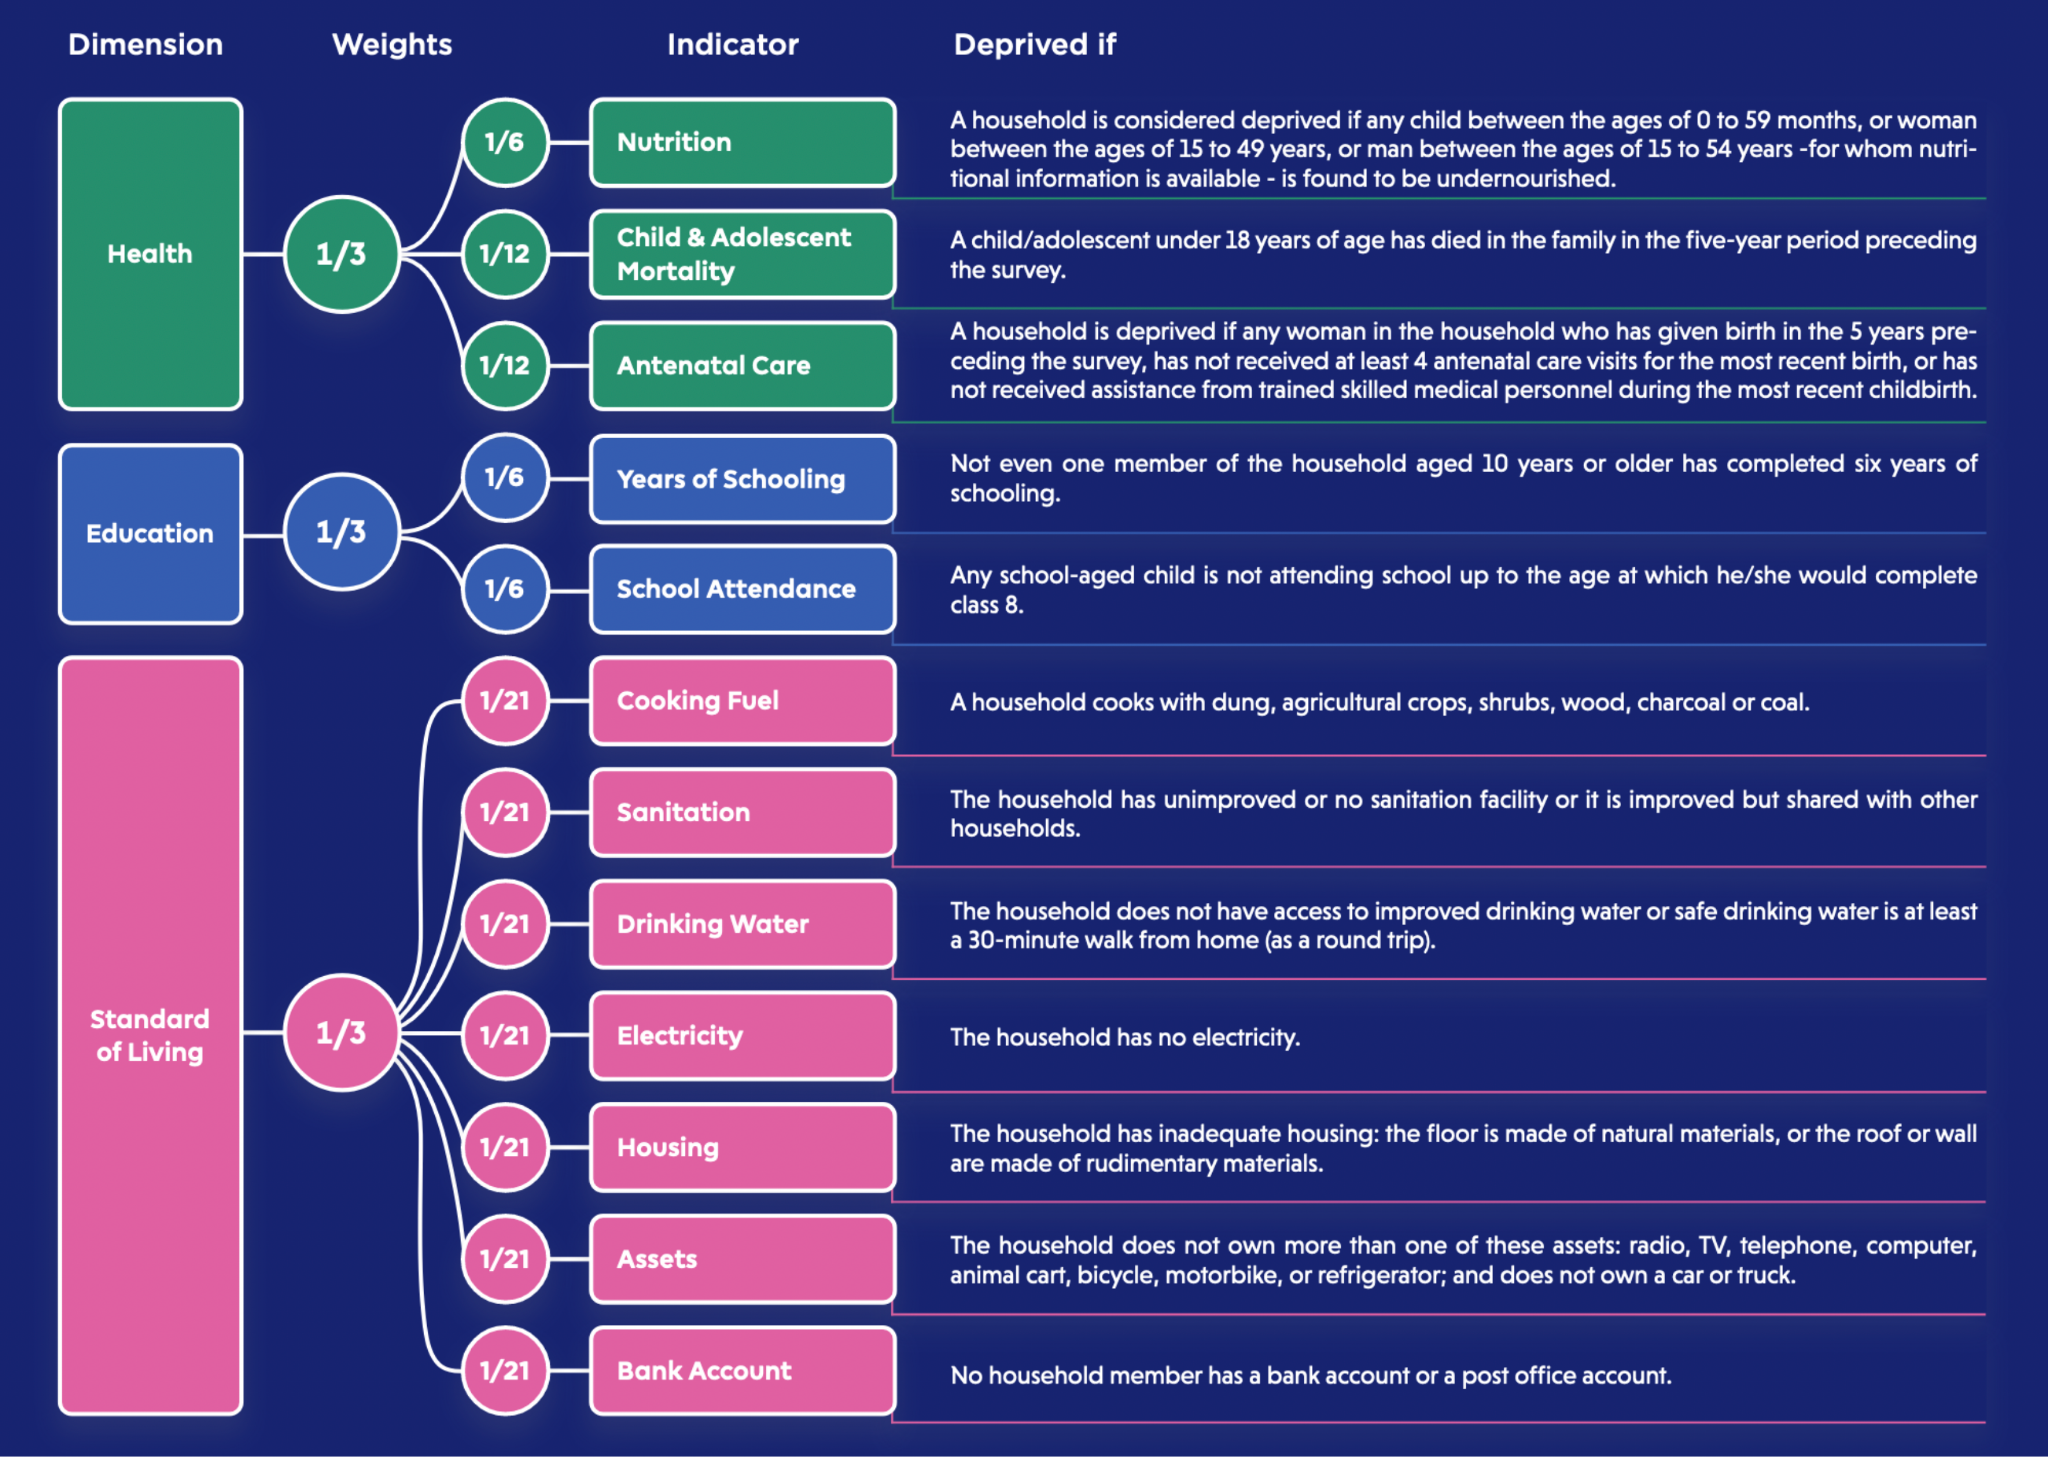 Dimension Weights Indicator Deprived if
Health
1/3
1/6
Nutrition
A household is considered deprived if any child between the ages of 0 to 59 months, or woman
between the ages of 15 to 49 years, or man between the ages of 15 to 54 years -for whom nutri-
tional information is available - is found to be undernourished.
1/12
Child & Adolescent
Mortality
A child/adolescent under 18 years of age has died in the family in the five-year period preceding
the survey.
1/12
Antenatal Care
A household is deprived if any woman in the household who has given birth in the 5 years pre-
ceding the survey, has not received at least 4 antenatal care visits for the most recent birth, or has
not received assistance from trained skilled medical personnel during the most recent childbirth.
Education
1/3
1/6
Years of Schooling
Not even one member of the household aged 10 years or older has completed six years of
schooling.
1/6
School Attendance
Any school-aged child is not attending school up to the age at which he/she would complete
class 8.
Standard
of Living
1/3
1/21
Cooking Fuel
A household cooks with dung, agricultural crops, shrubs, wood, charcoal or coal.
1/21
Sanitation
The household has unimproved or no sanitation facility or it is improved but shared with other
households.
1/21
Drinking Water
The household does not have access to improved drinking water or safe drinking water is at least
a 30-minute walk from home (as a round trip).
1/21
Electricity
The household has no electricity.
1/21
Housing
The household has inadequate housing: the floor is made of natural materials, or the roof or wall
are made of rudimentary materials.
1/21
Assets
The household does not own more than one of these assets: radio, TV, telephone, computer,
animal cart, bicycle, motorbike, or refrigerator; and does not own a car or truck.
1/21
Bank Account
No household member has a bank account or a post office account.